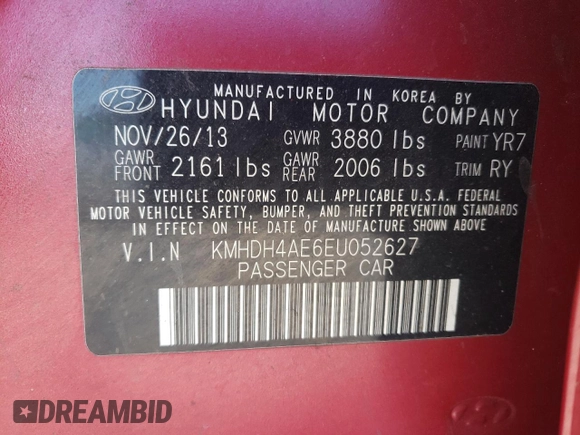 MANUFACTURED IN KOREA BY
HYUNDAI MOTOR COMPANY
NOV/26/13 GVWR 3880 lbs PAINT YR7
GAWR FRONT 2161 lbs GAWR REAR 2006 lbs TRIM RY
THIS VEHICLE CONFORMS TO ALL APPLICABLE U.S.A. FEDERAL
MOTOR VEHICLE SAFETY, BUMPER, AND THEFT PREVENTION STANDARDS
IN EFFECT ON THE DATE OF MANUFACTURE SHOWN ABOVE
V.I.N KMHDH4AE6EU052627
PASSENGER CAR
DREAMBID